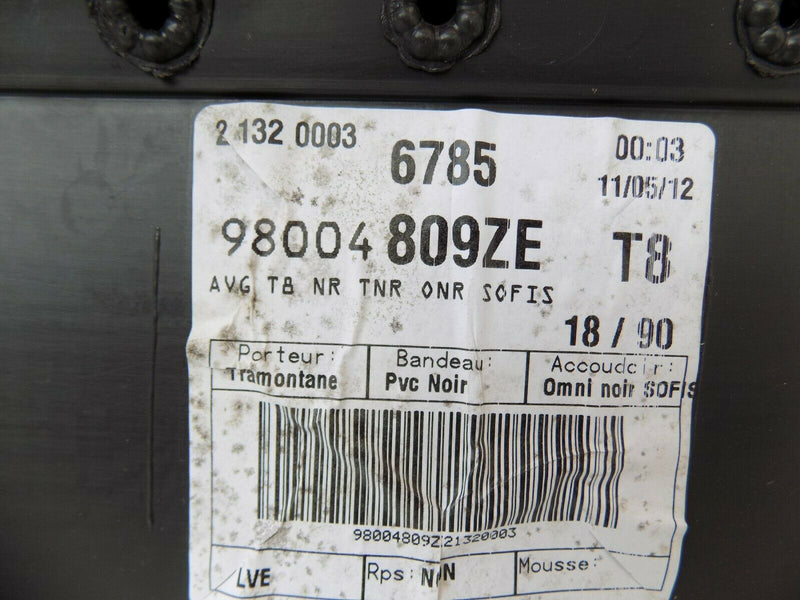 2 132 0003 6785 00:03
11/05/12
98004 809ZE T8
AVG T8 NR TNR ONR SOFIS
18 / 90
Porteur: Bandeau: Accoudoir:
Tramontane Pvc Noir Omni noir SOFIS
98004809Z21320003
LVE Rps: N/N Mousse: